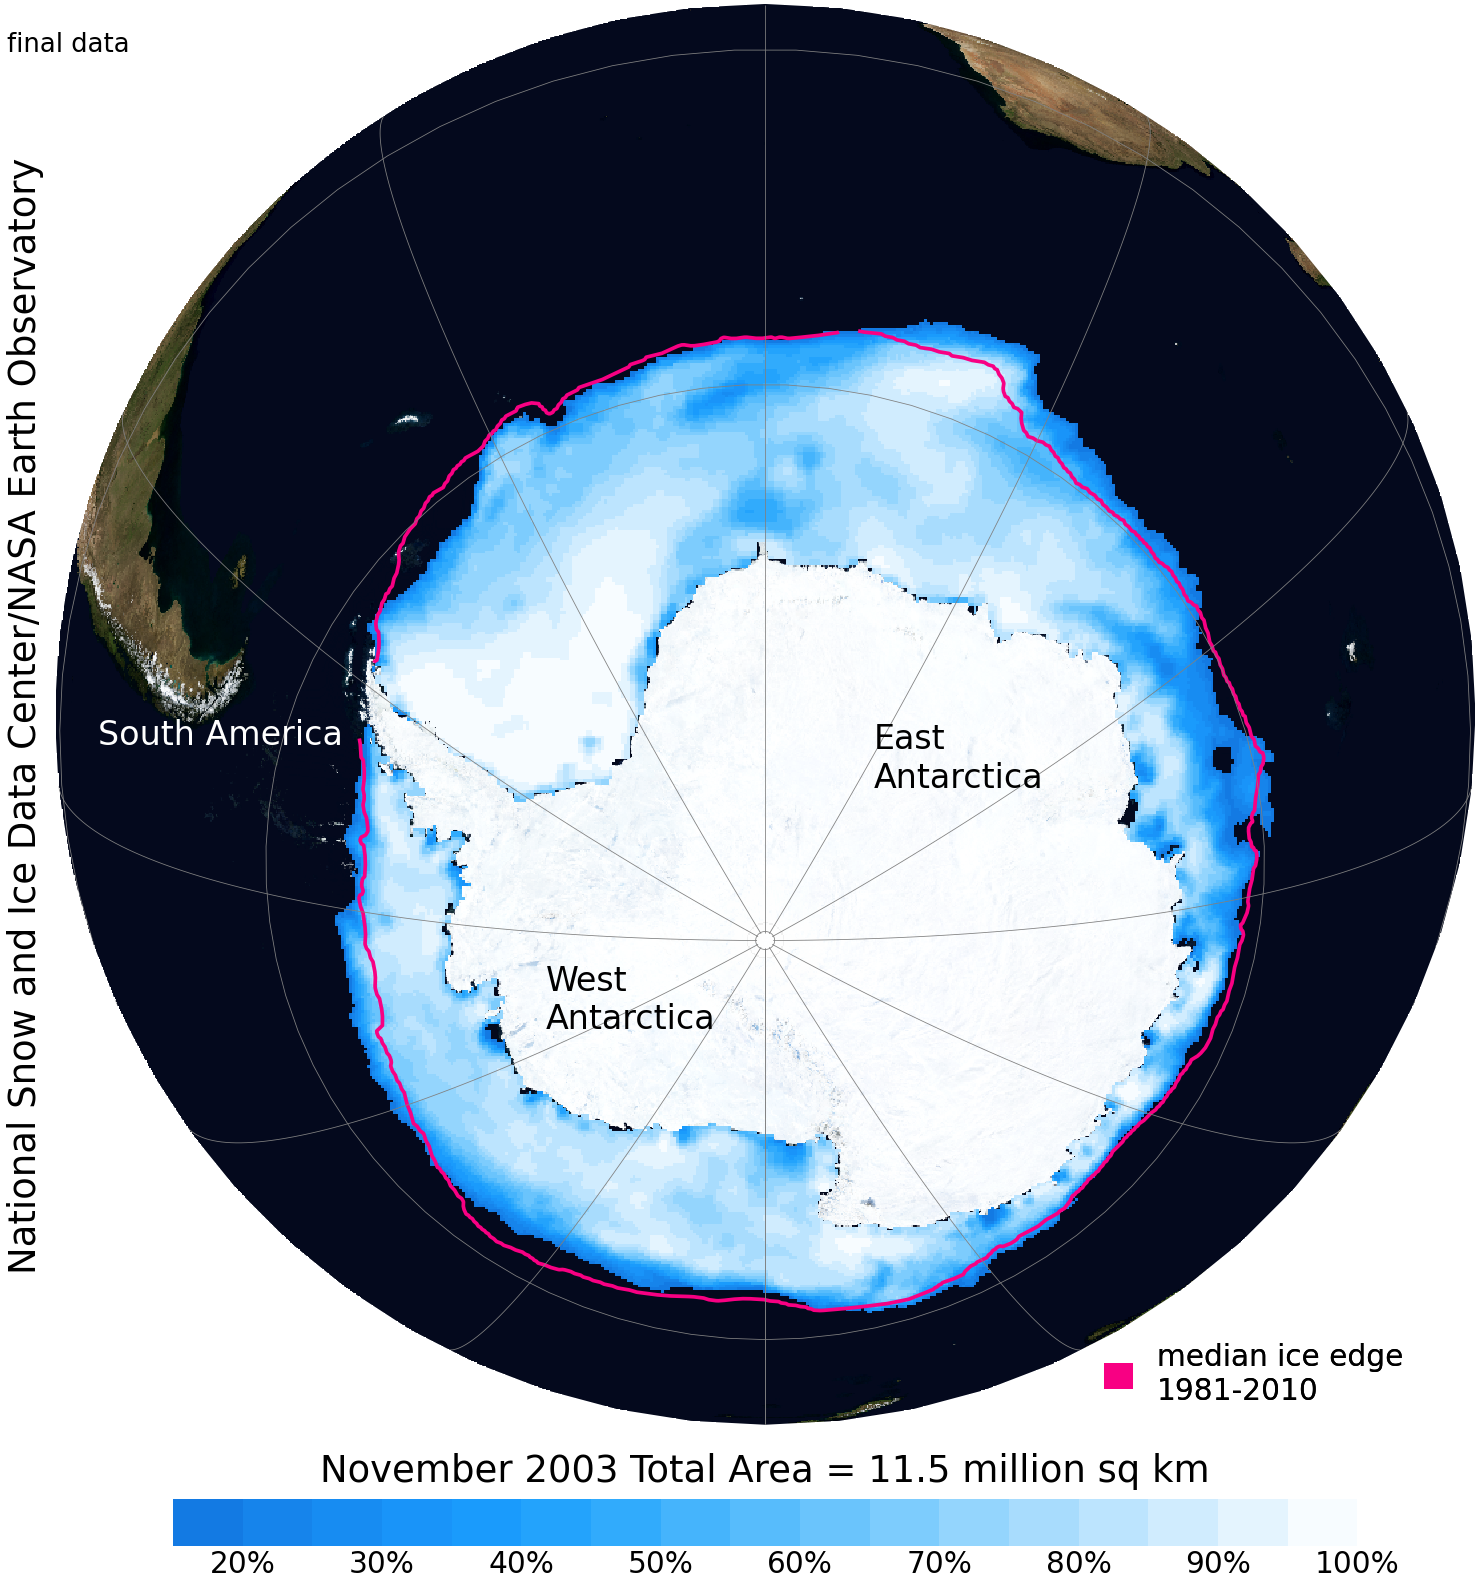 final data
National Snow and Ice Data Center/NASA Earth Observatory
South America
East
Antarctica
West
Antarctica
median ice edge
1981-2010
November 2003 Total Area = 11.5 million sq km
20% 30% 40% 50% 60% 70% 80% 90% 100%